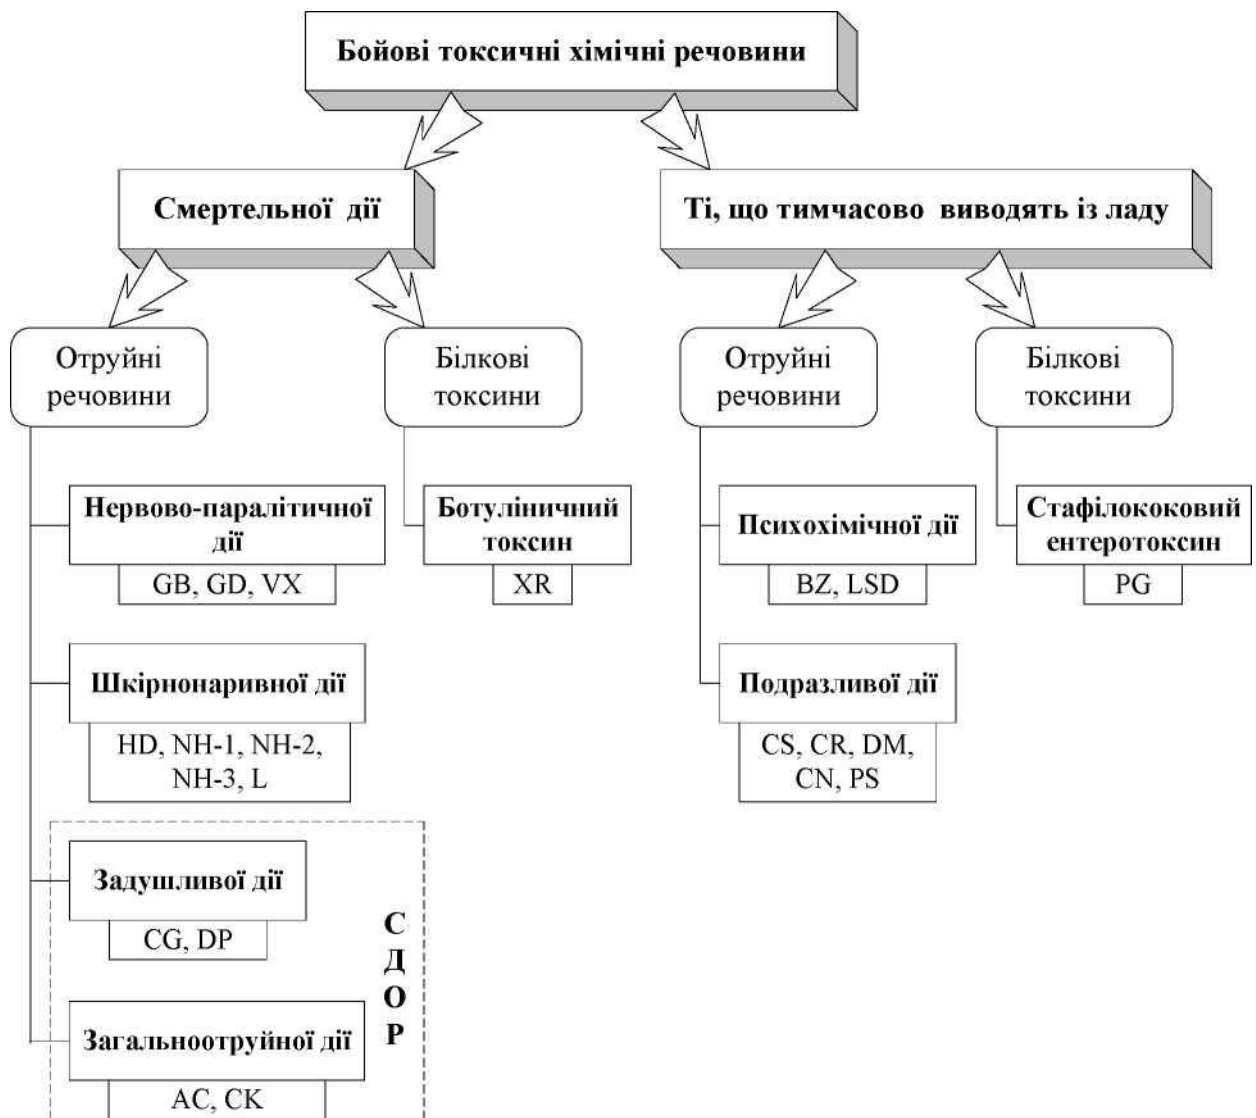 Бойові токсичні хімічні речовини
Смертельної дії
Ті, що тимчасово виводять із ладу
Отруйні
речовини
Білкові
токсини
Отруйні
речовини
Білкові
токсини
Нервово-паралітичної
дії
GB, GD, VX
Ботуліничний
токсин
XR
Психохімічної дії
BZ, LSD
Стафілококовий
ентеротоксин
PG
Шкірнонаривної дії
HD, NH-1, NH-2,
NH-3, L
Подразливої дії
CS, CR, DM,
CN, PS
Задушливої дії
CG, DP
Загальноотруйної дії
AC, CK
С
Д
О
Р